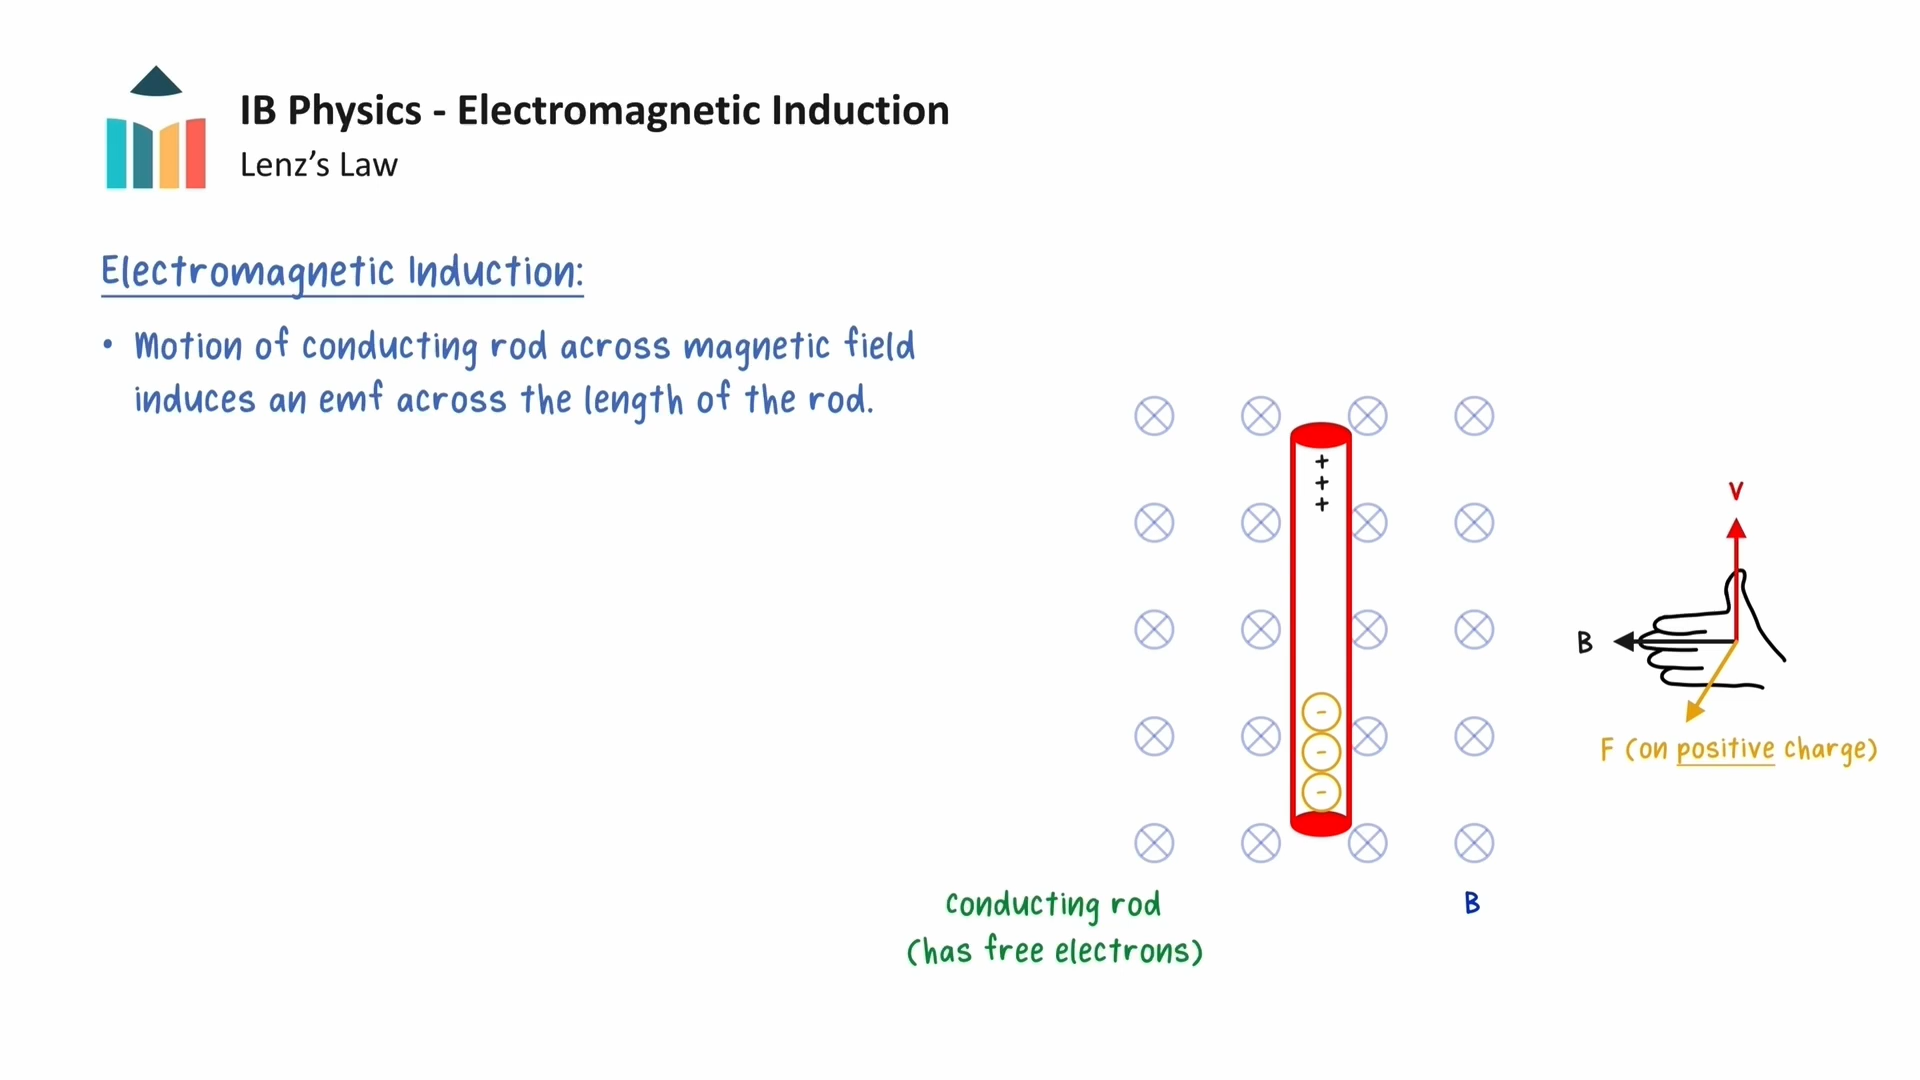 IB Physics - Electromagnetic Induction
Lenz's Law
Electromagnetic Induction:
• Motion of conducting rod across magnetic field
induces an emf across the length of the rod.
+
+
+
-
-
-
V
B
F (on positive charge)
conducting rod
(has free electrons)
B